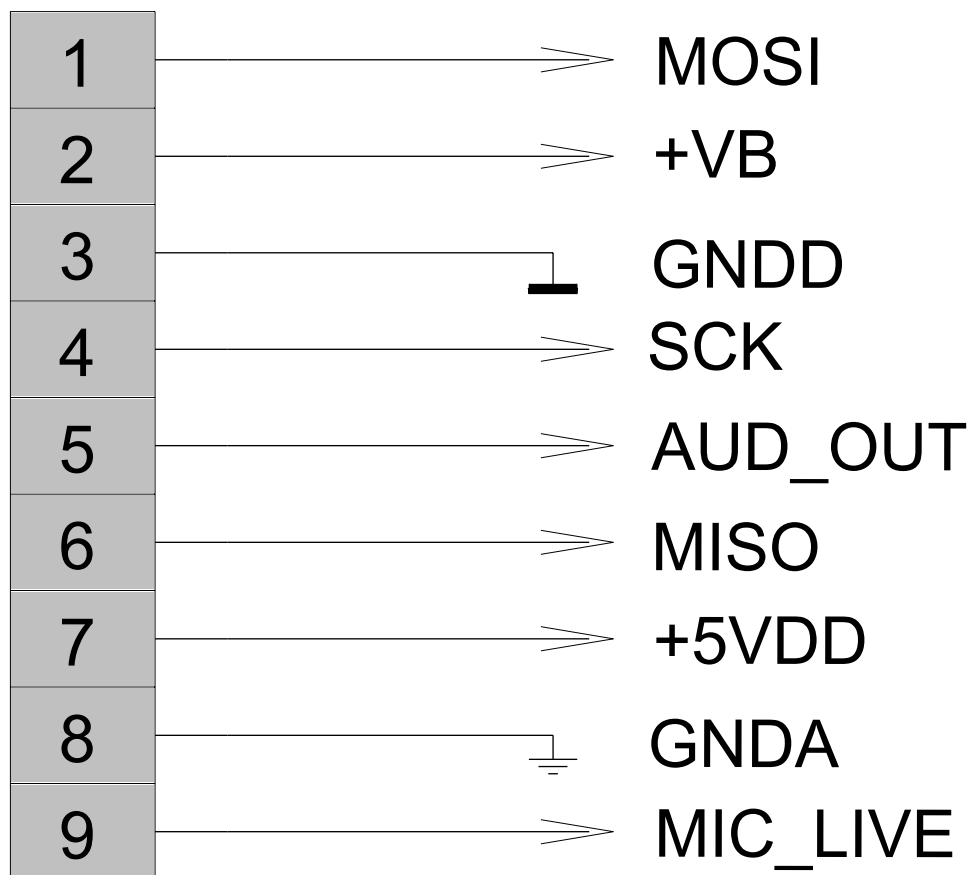 1 MOSI
2 +VB
3 GNDD
4 SCK
5 AUD_OUT
6 MISO
7 +5VDD
8 GNDA
9 MIC_LIVE